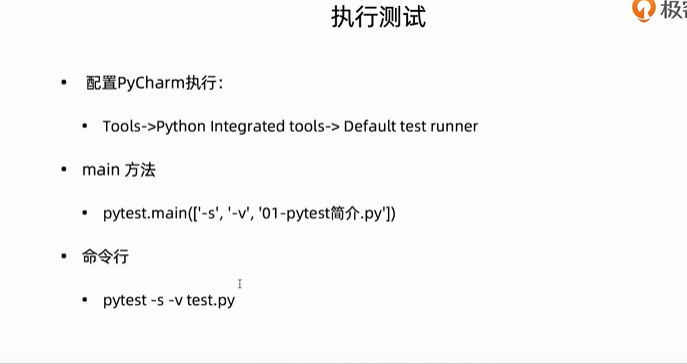 执行测试
极客
• 配置PyCharm执行：
• Tools->Python Integrated tools-> Default test runner
• main 方法
• pytest.main(['-s', '-v', '01-pytest简介.py'])
• 命令行
• pytest -s -v test.py